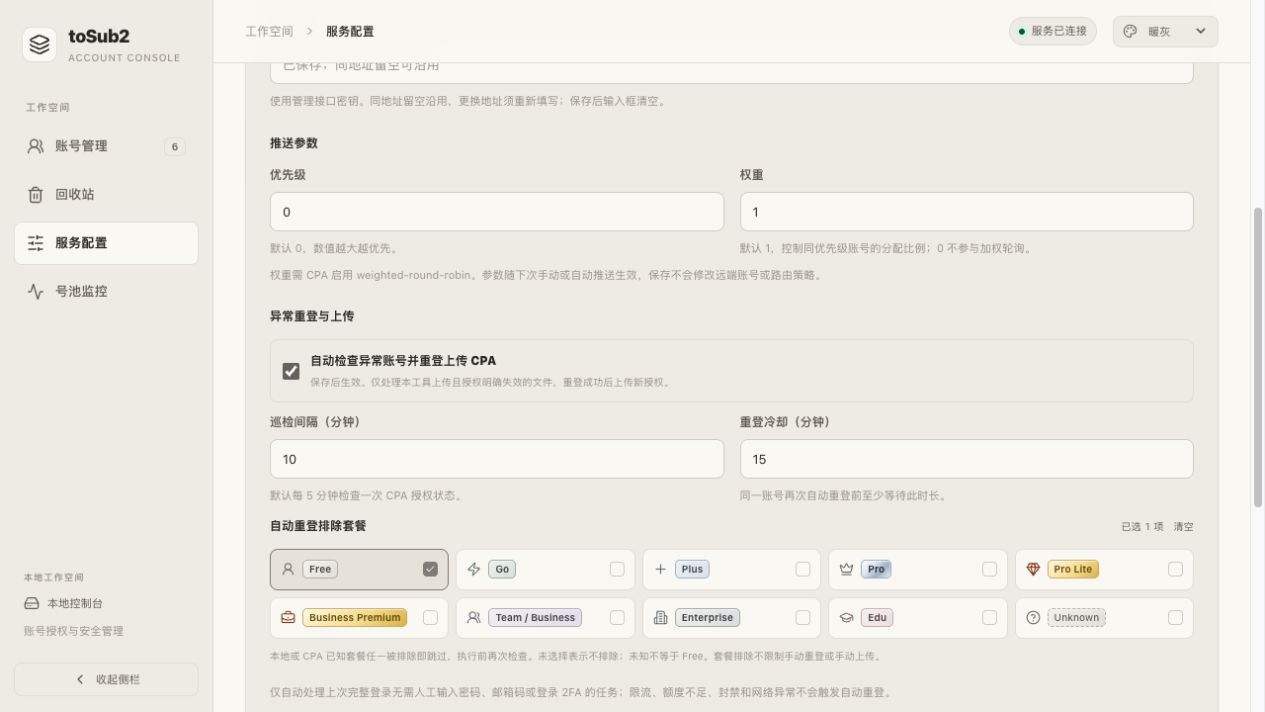 toSub2
ACCOUNT CONSOLE
工作空间
账号管理
6
回收站
服务配置
号池监控
本地工作空间
本地控制台
账号授权与安全管理
收起侧栏
工作空间
服务配置
服务已连接
暖灰
已保存；同地址留空可沿用
使用管理接口密钥。同地址留空沿用，更换地址须重新填写；保存后输入框清空。
推送参数
优先级
权重
0
1
默认 0，数值越大越优先。
默认 1，控制同优先级账号的分配比例；0 不参与加权轮询。
权重需 CPA 启用 weighted-round-robin。参数随下次手动或自动推送生效，保存不会修改远端账号或路由策略。
异常重登与上传
自动检查异常账号并重登上传 CPA
保存后生效。仅处理本工具上传且授权明确失效的文件，重登成功后上传新授权。
巡检间隔（分钟）
重登冷却（分钟）
10
15
默认每 5 分钟检查一次 CPA 授权状态。
同一账号再次自动重登前至少等待此时长。
自动重登排除套餐
已选 1 项
清空
Free
Go
Plus
Pro
Pro Lite
Business Premium
Team / Business
Enterprise
Edu
Unknown
本地或 CPA 已知套餐任一被排除即跳过，执行前再次检查。未选择表示不排除；未知不等于 Free。套餐排除不限制手动重登或手动上传。
仅自动处理上次完整登录无需人工输入密码、邮箱码或登录 2FA 的任务；限流、额度不足、封禁和网络异常不会触发自动重登。